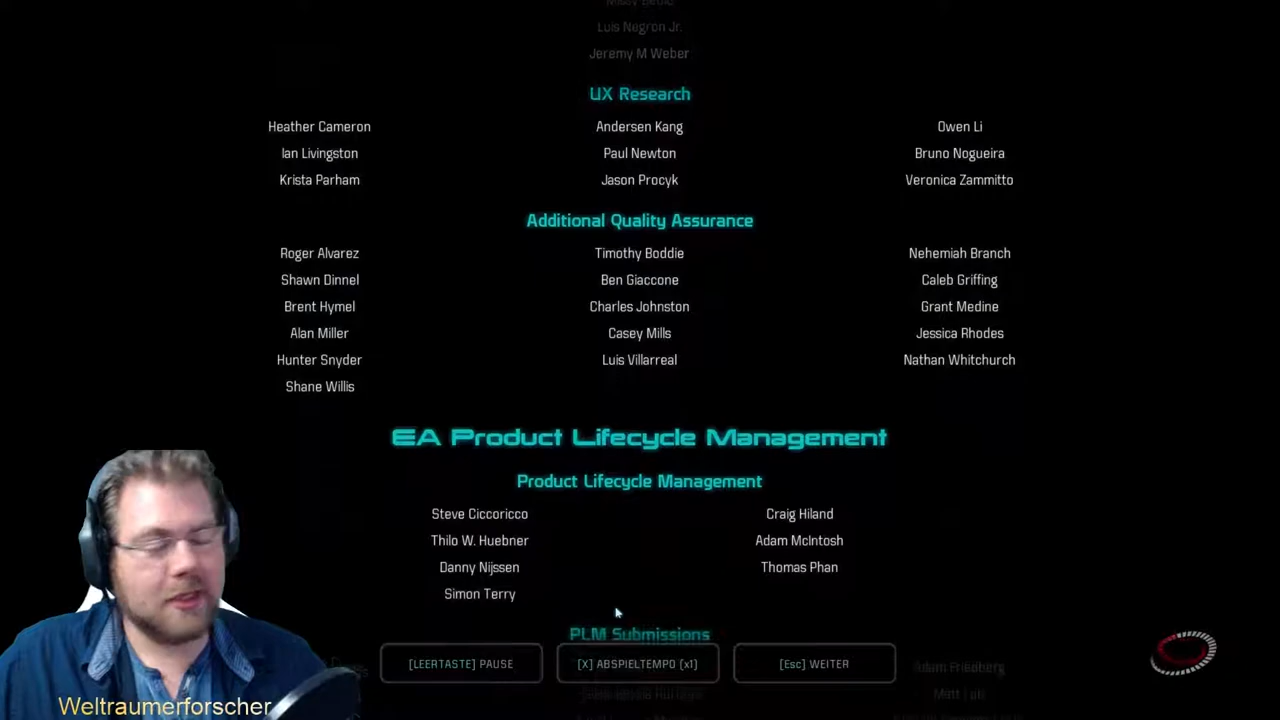 Luis Negron Jr.
Jeremy M Weber
UX Research
Heather Cameron Andersen Kang Owen Li
Ian Livingston Paul Newton Bruno Nogueira
Krista Parham Jason Procyk Veronica Zammitto
Additional Quality Assurance
Roger Alvarez Timothy Boddie Nehemiah Branch
Shawn Dinnel Ben Giaccone Caleb Griffing
Brent Hymel Charles Johnston Grant Medine
Alan Miller Casey Mills Jessica Rhodes
Hunter Snyder Luis Villarreal Nathan Whitchurch
Shane Willis
EA Product Lifecycle Management
Product Lifecycle Management
Steve Ciccoricco Craig Hiland
Thilo W. Huebner Adam McIntosh
Danny Nijssen Thomas Phan
Simon Terry
PLM Submissions
[LEERTASTE] PAUSE [X] ABSPIELTEMPO (x1) [Esc] WEITER
Adam Friedberg
Weltraumerforscher